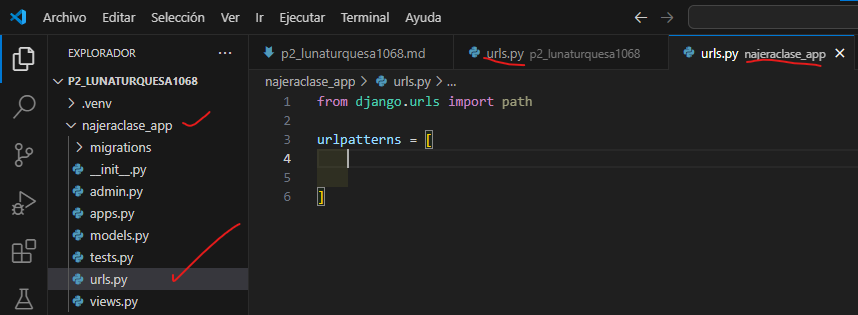 Archivo Editar Selección Ver Ir Ejecutar Terminal Ayuda
EXPLORADOR ...
P2_LUNATURQUESA1068
.venv
najeraclase_app
migrations
__init__.py
admin.py
apps.py
models.py
tests.py
urls.py
views.py
p2_lunaturquesa1068.md urls.py p2_lunaturquesa1068 urls.py najeraclase_app
najeraclase_app > urls.py > ...
1 from django.urls import path
2
3 urlpatterns = [
4
5
6 ]